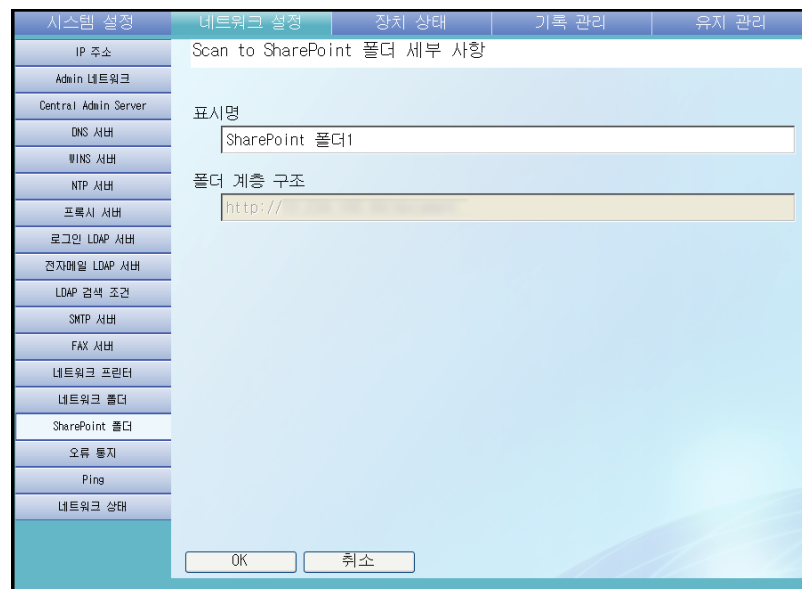 시스템 설정
네트워크 설정
장치 상태
기록 관리
유지 관리
IP 주소
Admin 네트워크
Central Admin Server
DNS 서버
WINS 서버
NTP 서버
프록시 서버
로그인 LDAP 서버
전자메일 LDAP 서버
LDAP 검색 조건
SMTP 서버
FAX 서버
네트워크 프린터
네트워크 폴더
SharePoint 폴더
오류 통지
Ping
네트워크 상태
Scan to SharePoint 폴더 세부 사항
표시명
SharePoint 폴더1
폴더 계층 구조
http://
OK
취소